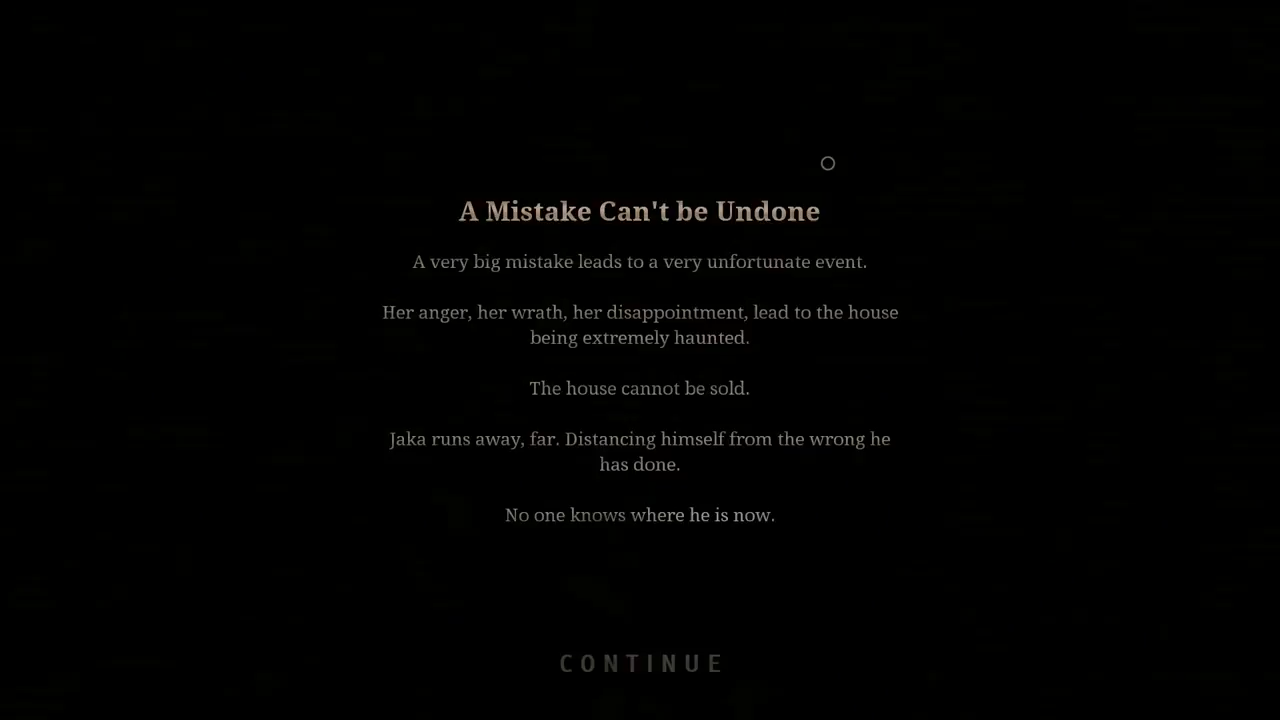 A Mistake Can't be Undone
A very big mistake leads to a very unfortunate event.
Her anger, her wrath, her disappointment, lead to the house
being extremely haunted.
The house cannot be sold.
Jaka runs away, far. Distancing himself from the wrong he
has done.
No one knows where he is now.
CONTINUE